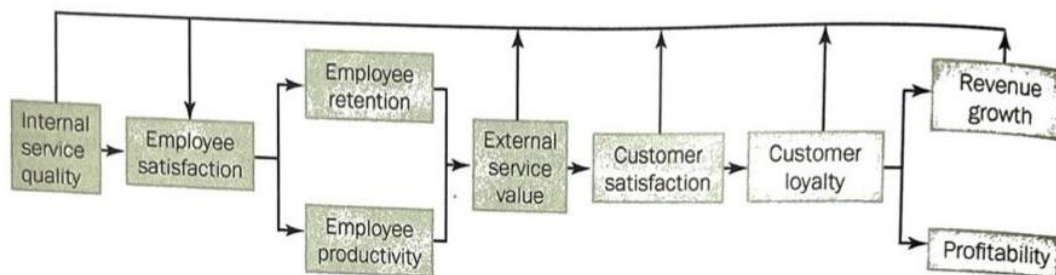 Internal
service
quality
Employee
satisfaction
Employee
retention
Employee
productivity
External
service
value
Customer
satisfaction
Customer
loyalty
Revenue
growth
Profitability